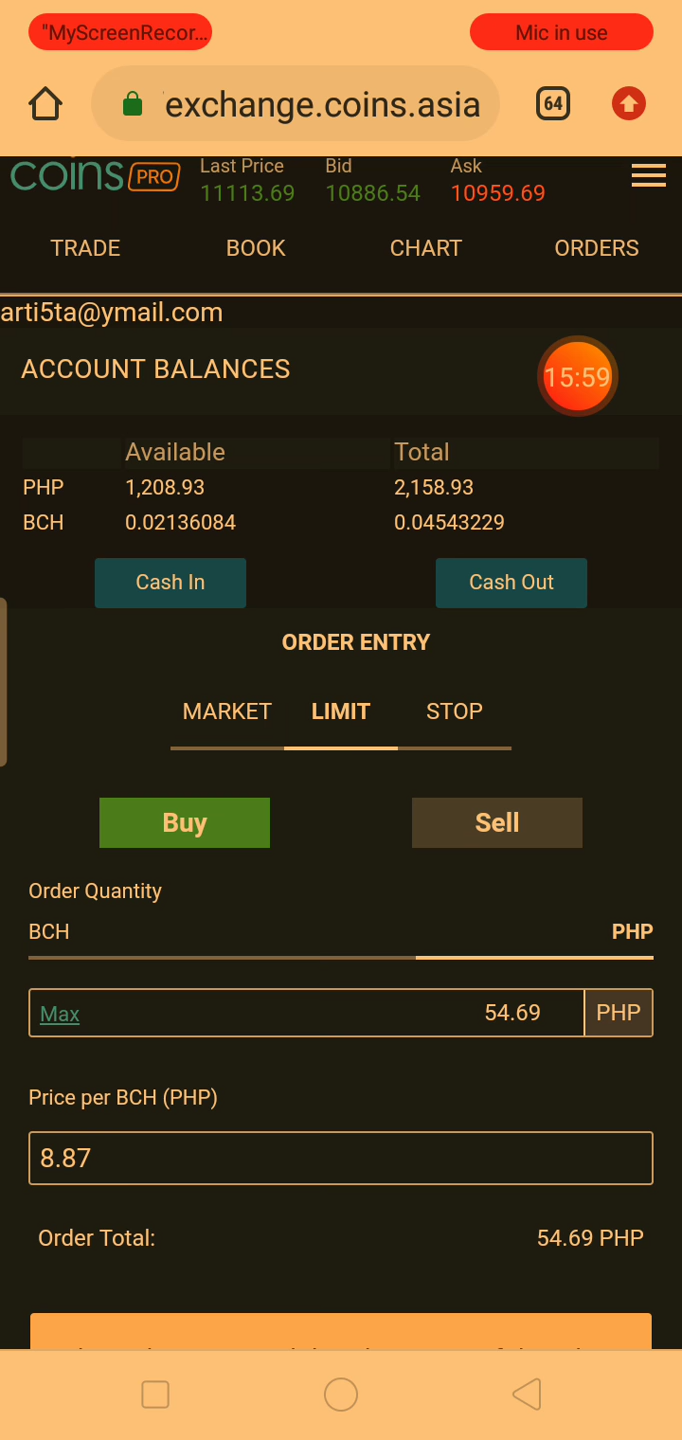 "MyScreenRecor...
Mic in use
exchange.coins.asia
64
coins PRO
Last Price
Bid
Ask
11113.69
10886.54
10959.69
TRADE
BOOK
CHART
ORDERS
arti5ta@ymail.com
ACCOUNT BALANCES
15:59
Available
Total
PHP
1,208.93
2,158.93
BCH
0.02136084
0.04543229
Cash In
Cash Out
ORDER ENTRY
MARKET
LIMIT
STOP
Buy
Sell
Order Quantity
BCH
PHP
Max
54.69
PHP
Price per BCH (PHP)
8.87
Order Total:
54.69 PHP